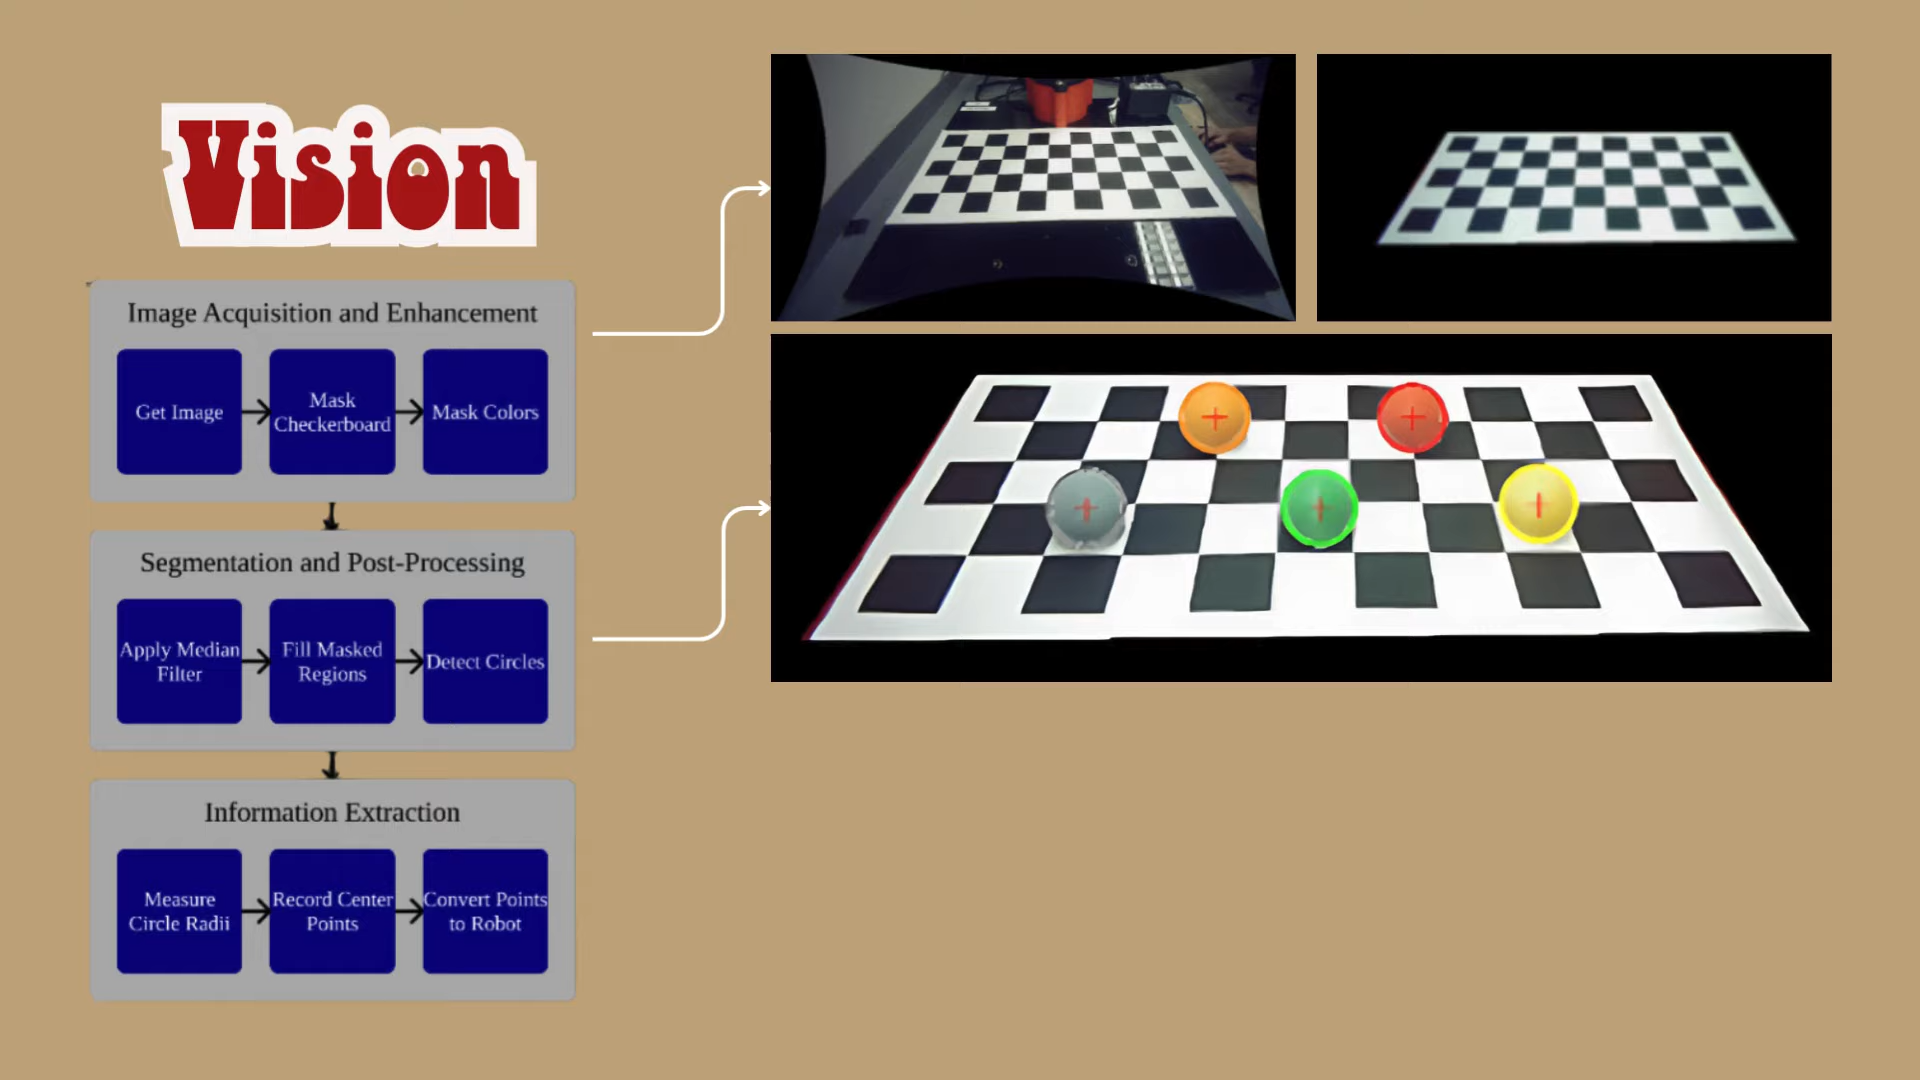 Vision
Image Acquisition and Enhancement
Get Image
Mask
Checkerboard
Mask Colors
Segmentation and Post-Processing
Apply Median
Filter
Fill Masked
Regions
Detect Circles
Information Extraction
Measure
Circle Radii
Record Center
Points
Convert Points
to Robot